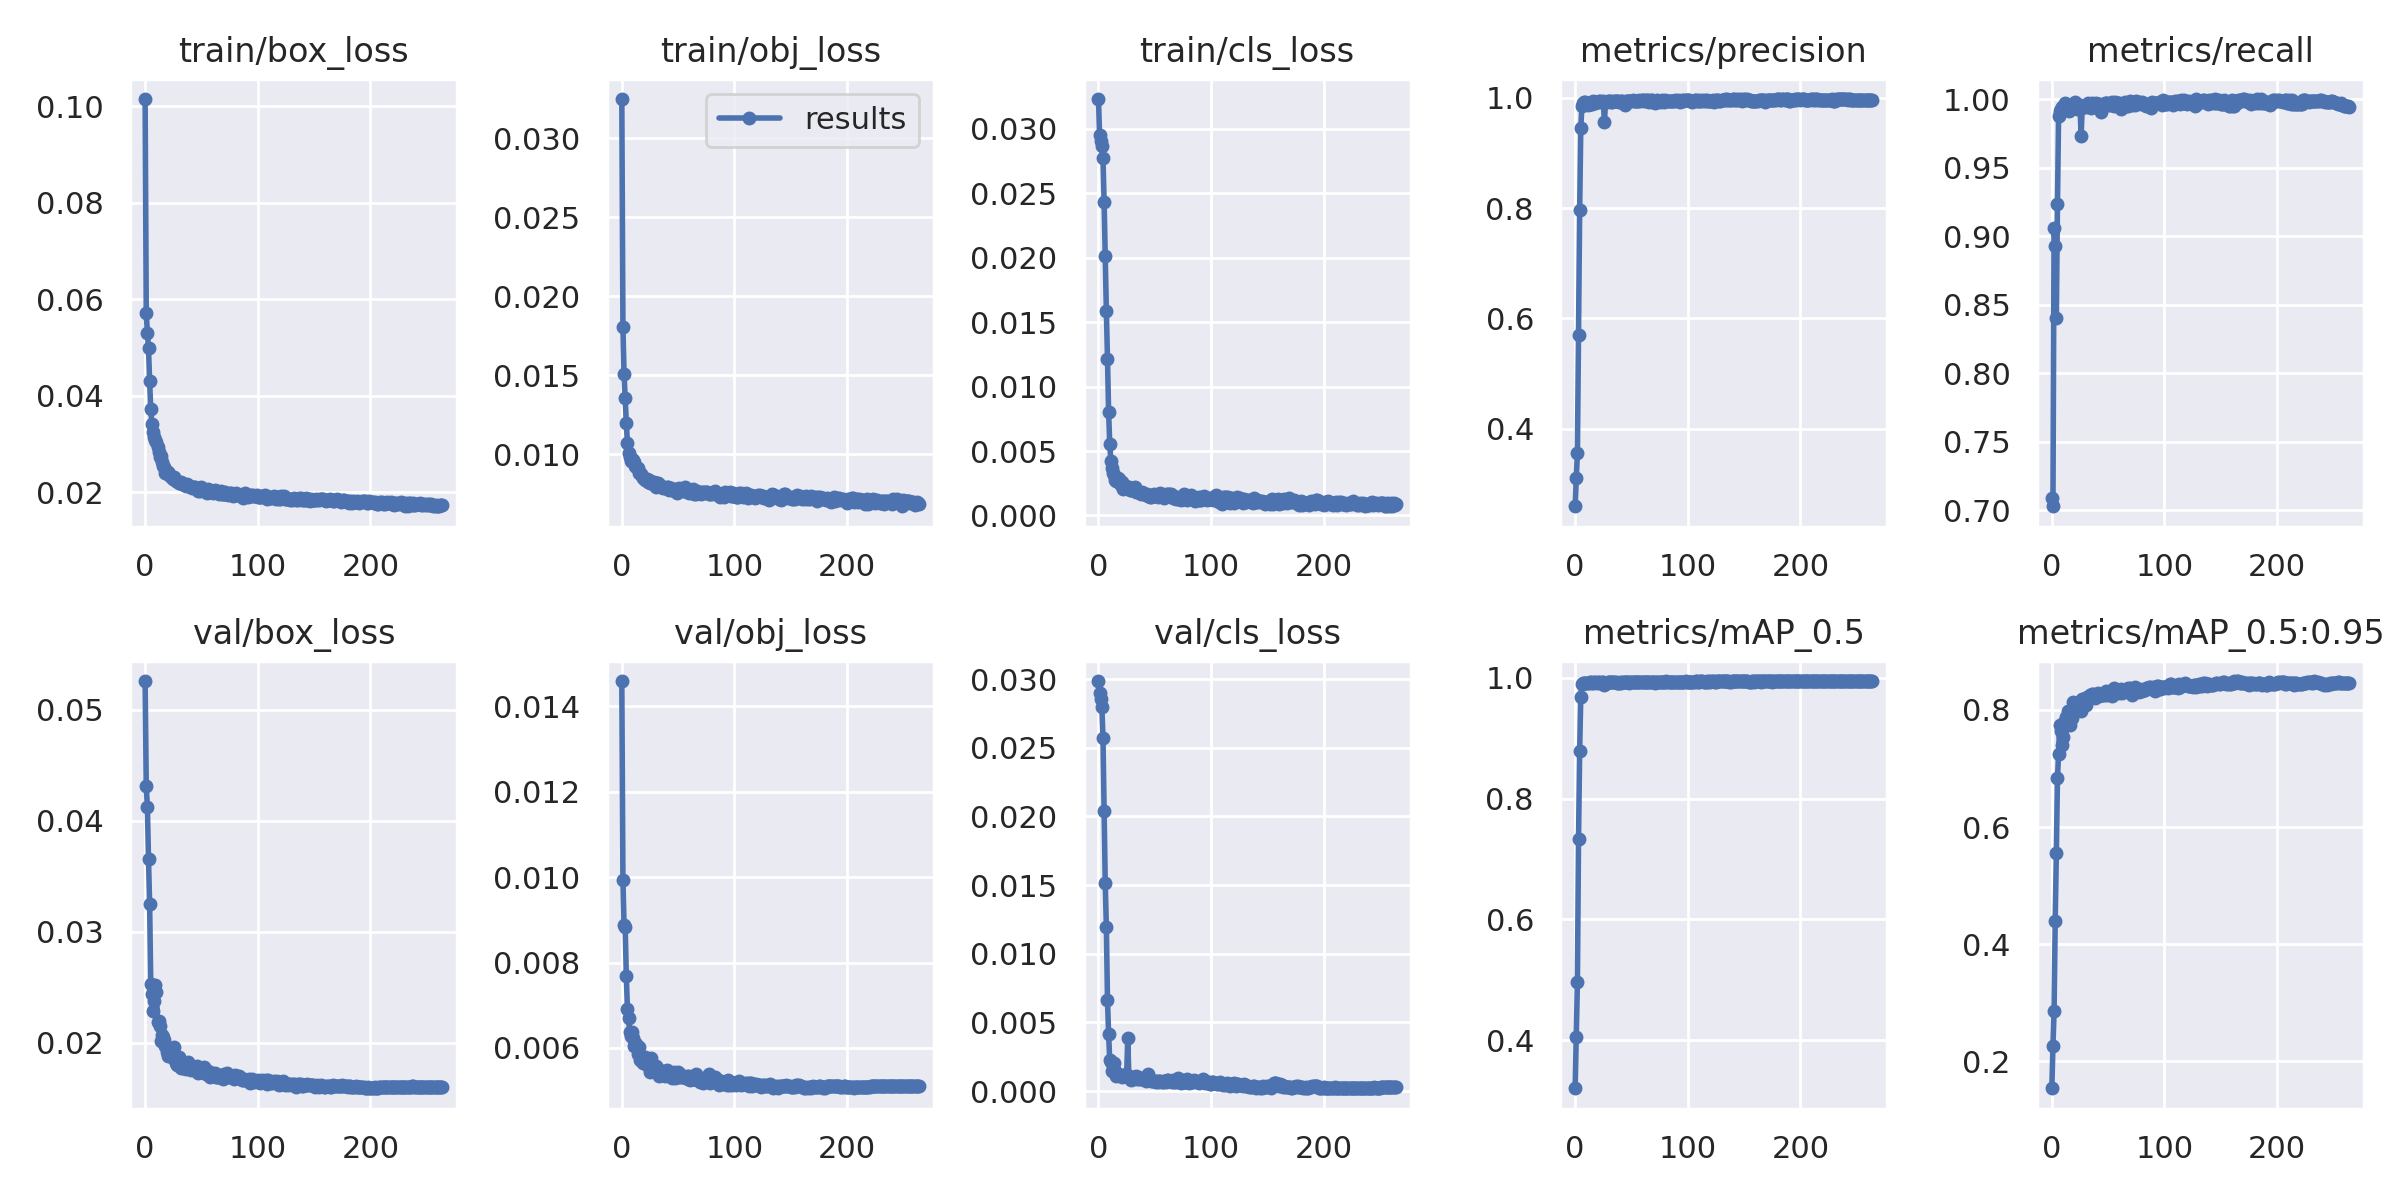 train/box_loss
0.10
0.08
0.06
0.04
0.02
0 100 200
train/obj_loss
results
0.030
0.025
0.020
0.015
0.010
0 100 200
train/cls_loss
0.030
0.025
0.020
0.015
0.010
0.005
0.000
0 100 200
metrics/precision
1.0
0.8
0.6
0.4
0 100 200
metrics/recall
1.00
0.95
0.90
0.85
0.80
0.75
0.70
0 100 200
val/box_loss
0.05
0.04
0.03
0.02
0 100 200
val/obj_loss
0.014
0.012
0.010
0.008
0.006
0 100 200
val/cls_loss
0.030
0.025
0.020
0.015
0.010
0.005
0.000
0 100 200
metrics/mAP_0.5
1.0
0.8
0.6
0.4
0 100 200
metrics/mAP_0.5:0.95
0.8
0.6
0.4
0.2
0 100 200